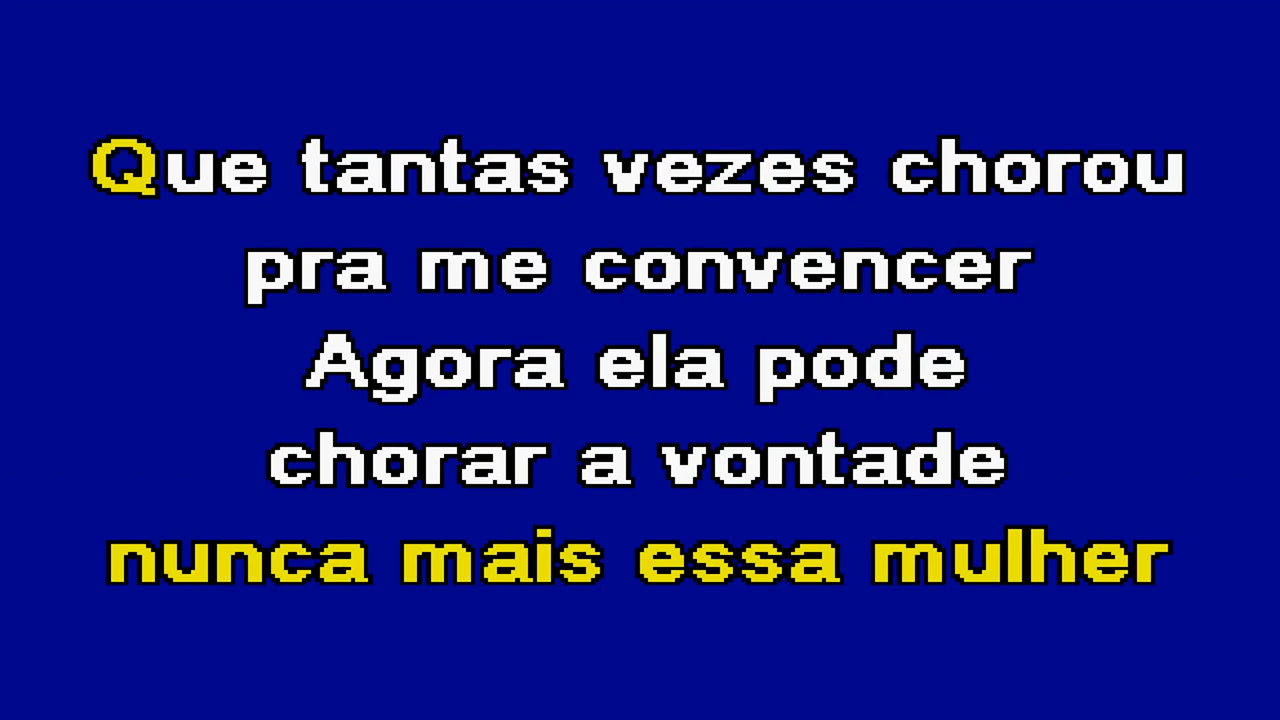 Que tantas vezes chorou
pra me convencer
Agora ela pode
chorar a vontade
nunca mais essa mulher